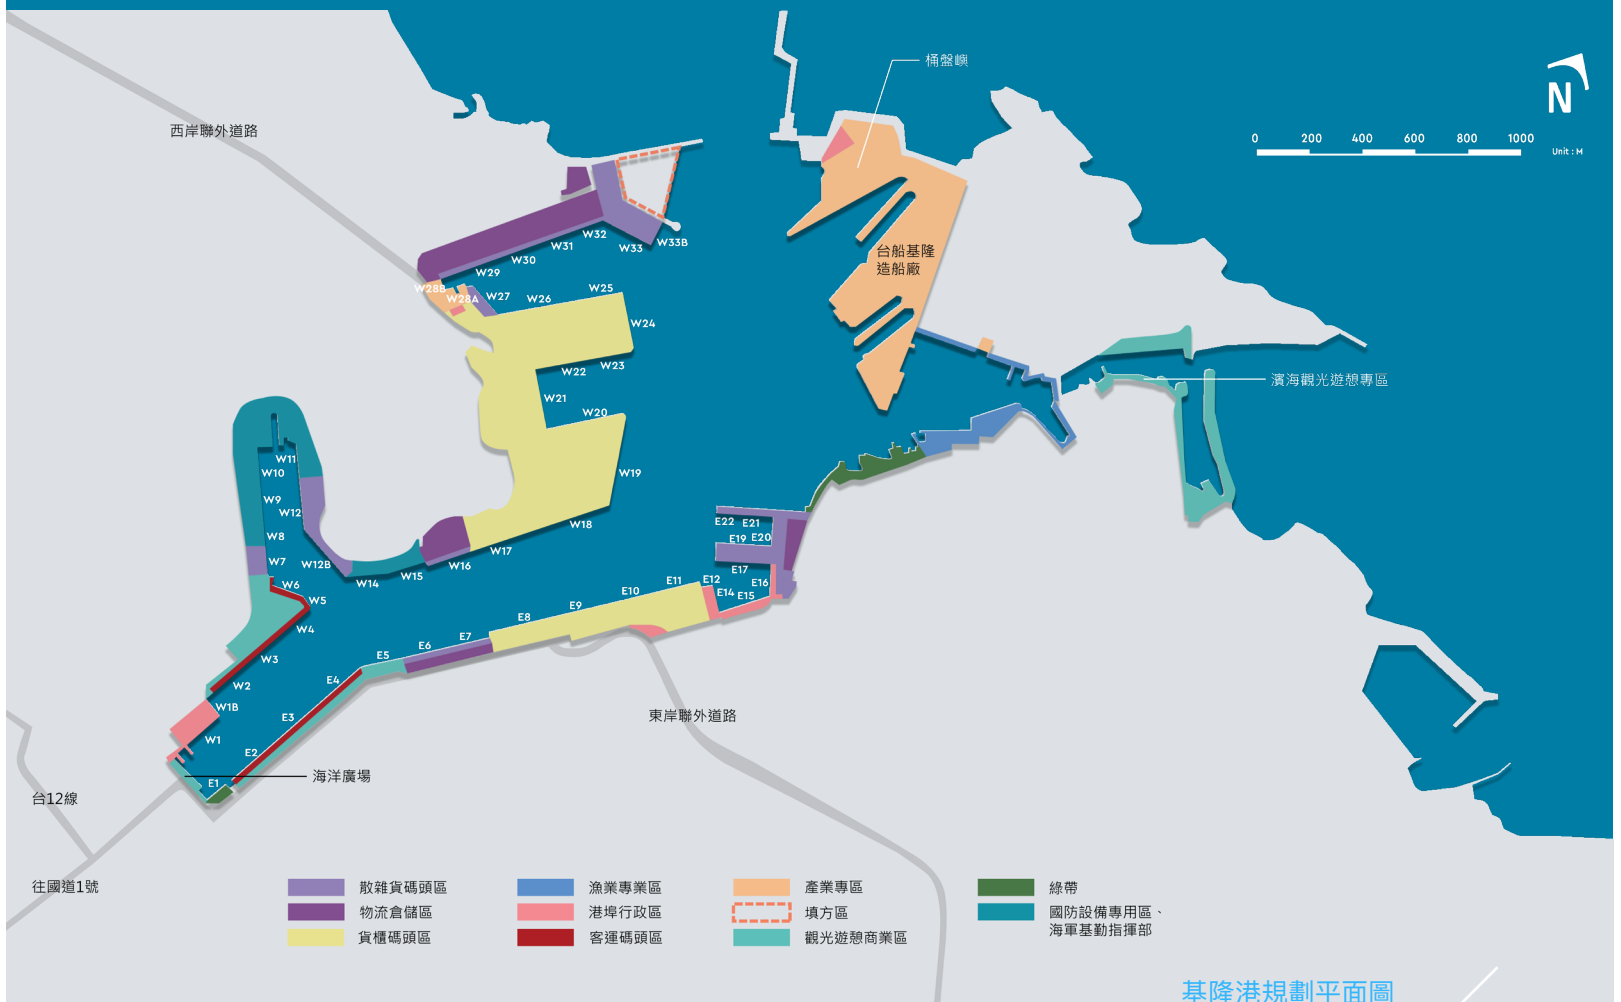 桶盤嶼
N
0 200 400 600 800 1000
Unit : M
西岸聯外道路
W32
W33B
W33
W31
W30
W29
台船基隆
造船廠
W28B
W28A
W27
W26
W25
W24
W23
W22
W21
W20
濱海觀光遊憩專區
W11
W10
W9
W12
W8
W7
W12B
W14
W15
W16
W17
W18
W19
E22
E21
E20
E19
E17
E16
E15
E14
E12
E11
E10
E9
E8
E7
E6
E5
E4
E3
E2
E1
W6
W5
W4
W3
W2
W1B
W1
東岸聯外道路
海洋廣場
台12線
往國道1號
散雜貨碼頭區
物流倉儲區
貨櫃碼頭區
漁業專業區
港埠行政區
客運碼頭區
產業專區
填方區
觀光遊憩商業區
綠帶
國防設備專用區、
海軍基勤指揮部
基隆港規劃平面圖